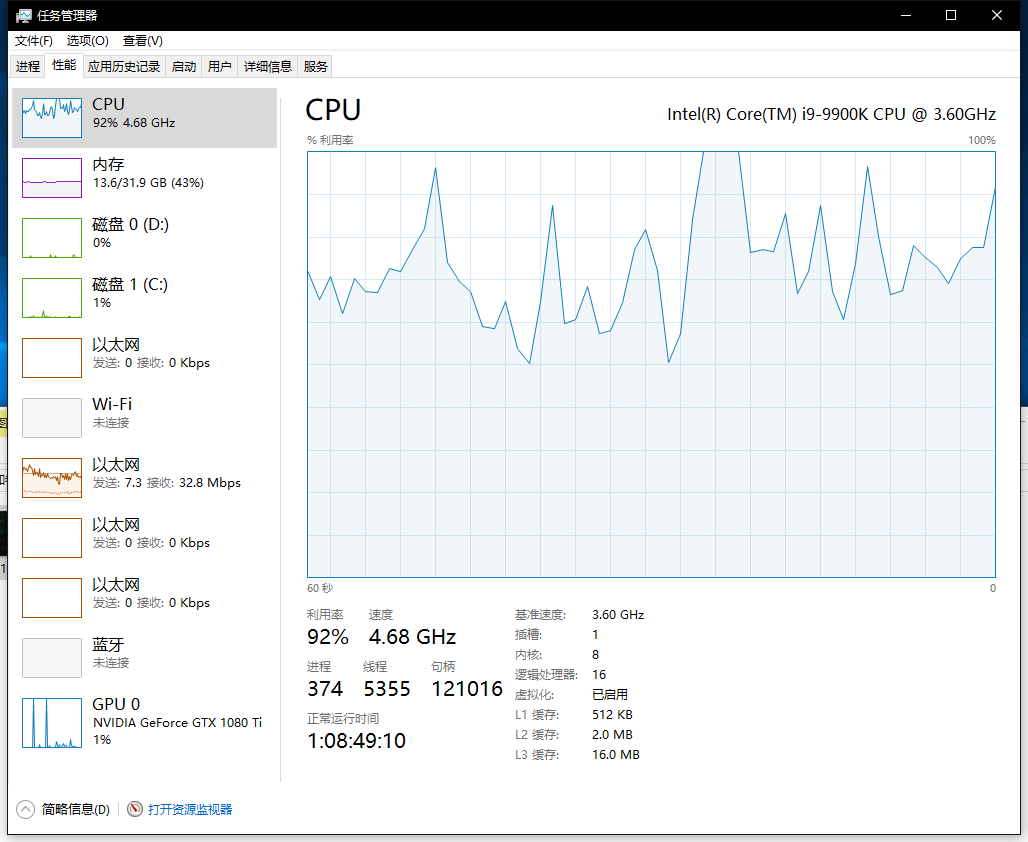 任务管理器
文件(F) 选项(O) 查看(V)
进程 性能 应用历史记录 启动 用户 详细信息 服务
CPU
92% 4.68 GHz
内存
13.6/31.9 GB (43%)
磁盘 0 (D:)
0%
磁盘 1 (C:)
1%
以太网
发送: 0 接收: 0 Kbps
Wi-Fi
未连接
以太网
发送: 7.3 接收: 32.8 Mbps
以太网
发送: 0 接收: 0 Kbps
以太网
发送: 0 接收: 0 Kbps
蓝牙
未连接
GPU 0
NVIDIA GeForce GTX 1080 Ti
1%
CPU
Intel(R) Core(TM) i9-9900K CPU @ 3.60GHz
% 利用率 100%
60 秒 0
利用率 速度
92% 4.68 GHz
进程 线程 句柄
374 5355 121016
正常运行时间
1:08:49:10
基准速度: 3.60 GHz
插槽: 1
内核: 8
逻辑处理器: 16
虚拟化: 已启用
L1 缓存: 512 KB
L2 缓存: 2.0 MB
L3 缓存: 16.0 MB
简略信息(D) 打开资源监视器